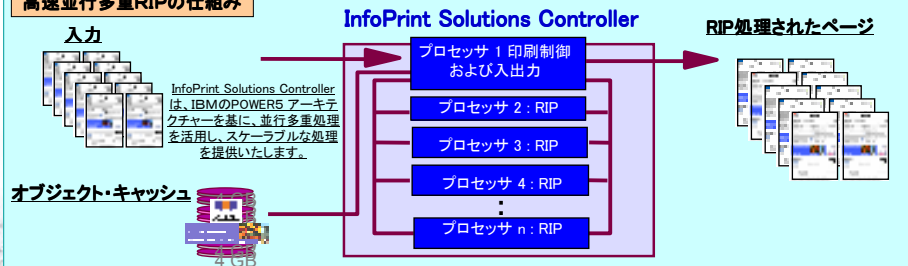 高速並行多重RIPの仕組み
InfoPrint Solutions Controller
入力
RIP処理されたページ
プロセッサ 1 印刷制御
および入出力
InfoPrint Solutions Controller
は、IBMのPOWER5 アーキテ
クチャーを基に、並行多重処理
を活用し、スケーラブルな処理
を提供いたします。
プロセッサ 2 : RIP
プロセッサ 3 : RIP
プロセッサ 4 : RIP
:
プロセッサ n : RIP
オブジェクト・キャッシュ
4 GB
4 GB